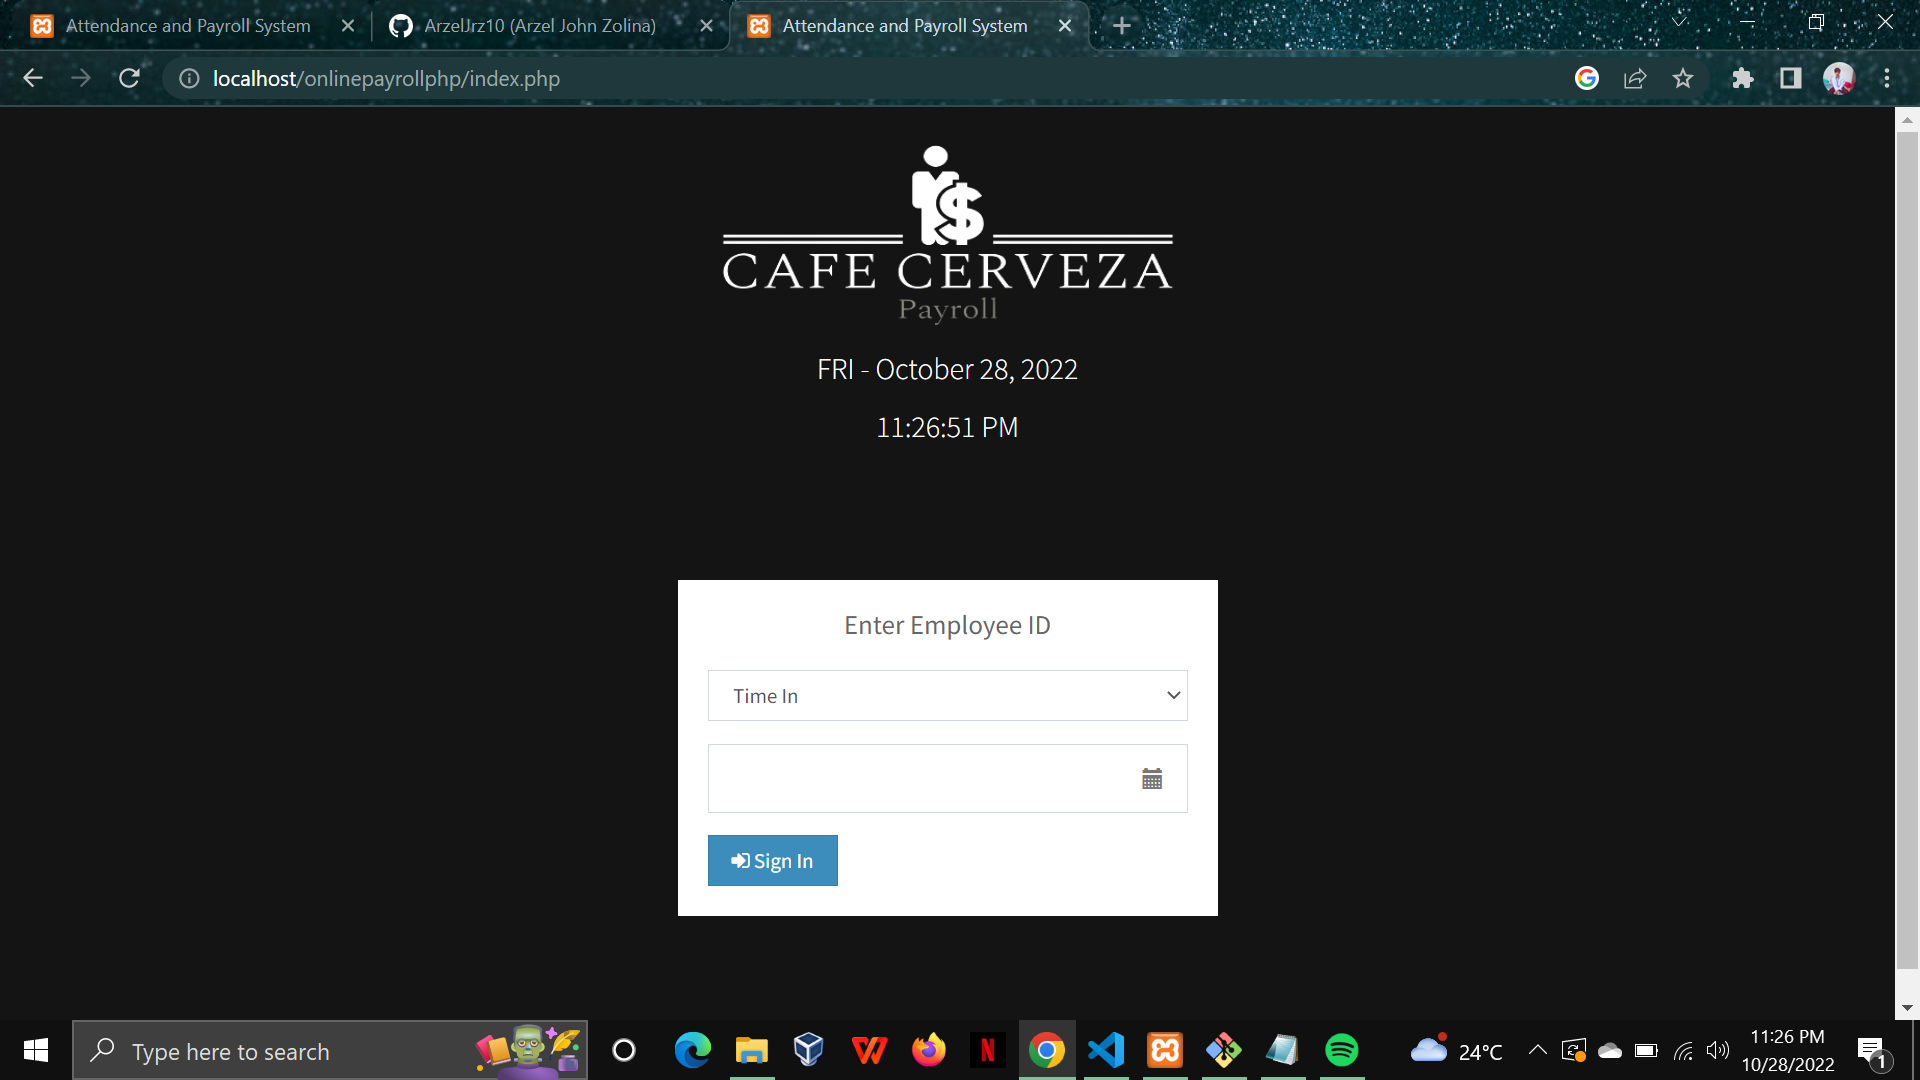 Attendance and Payroll System
ArzelJrz10 (Arzel John Zolina)
Attendance and Payroll System
localhost/onlinepayrollphp/index.php
CAFE CERVEZA
Payroll
FRI - October 28, 2022
11:26:51 PM
Enter Employee ID
Time In
Sign In
Type here to search
24°C
11:26 PM
10/28/2022
1